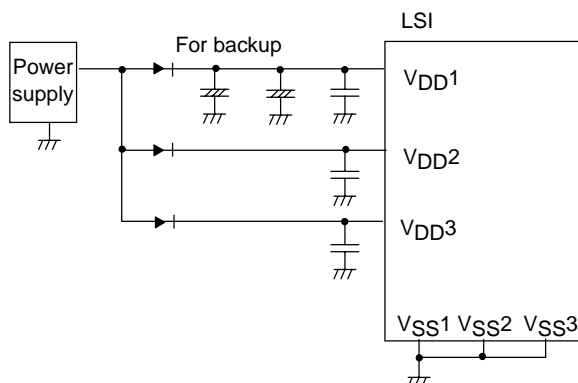 LSI
For backup
Power
supply
VDD1
VDD2
VDD3
VSS1 VSS2 VSS3